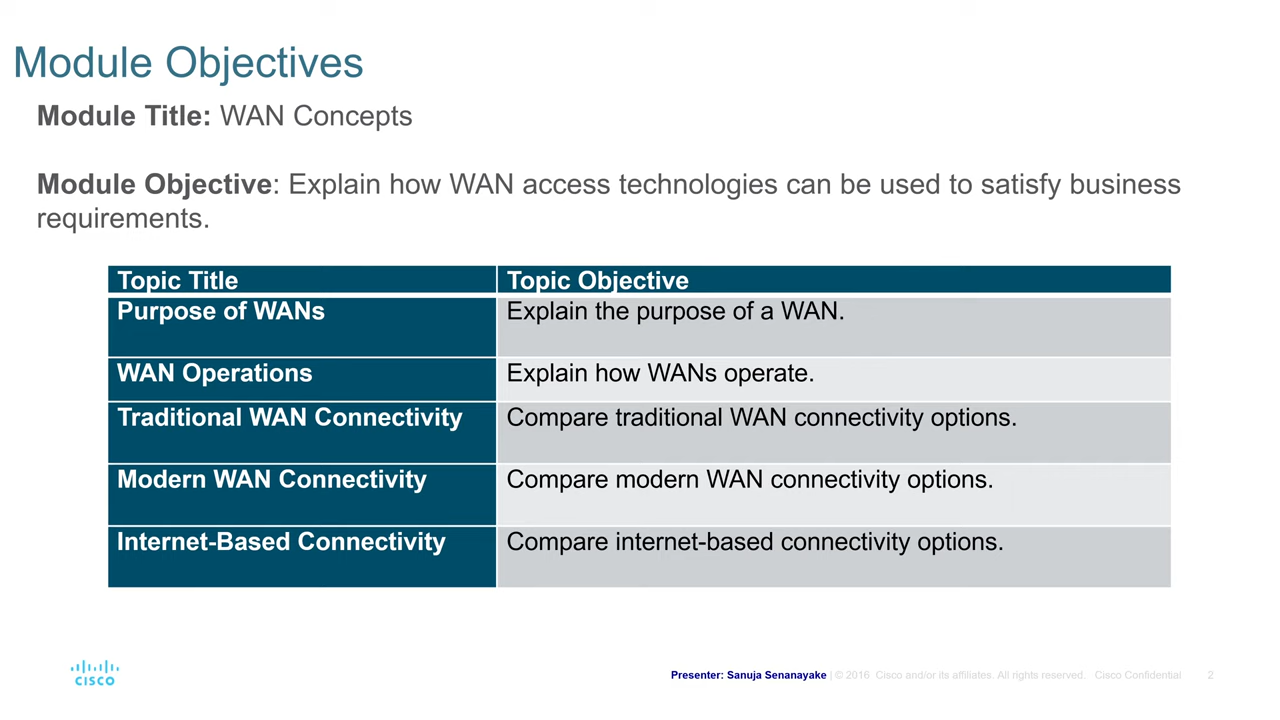 Module Objectives
Module Title: WAN Concepts
Module Objective: Explain how WAN access technologies can be used to satisfy business
requirements.
Topic Title Topic Objective
Purpose of WANs Explain the purpose of a WAN.
WAN Operations Explain how WANs operate.
Traditional WAN Connectivity Compare traditional WAN connectivity options.
Modern WAN Connectivity Compare modern WAN connectivity options.
Internet-Based Connectivity Compare internet-based connectivity options.
CISCO
Presenter: Sanuja Senanayake | © 2016 Cisco and/or its affiliates. All rights reserved. Cisco Confidential 2